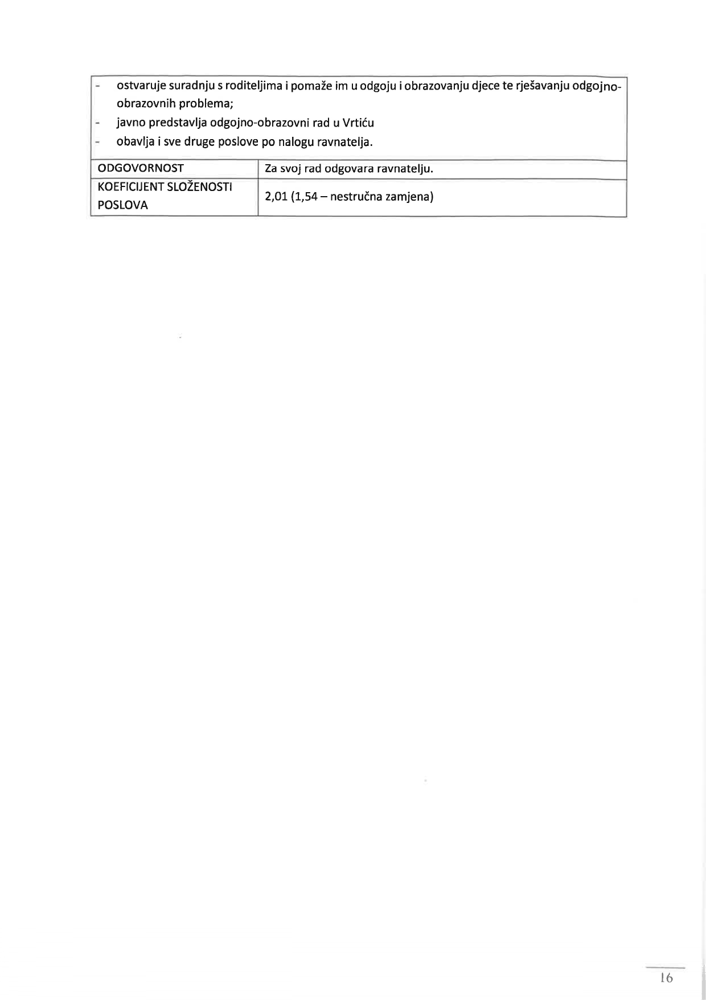 - ostvaruje suradnju s roditeljima i pomaže im u odgoju i obrazovanju djece te rješavanju odgojno-
obrazovnih problema;
- javno predstavlja odgojno-obrazovni rad u Vrtiću
- obavlja i sve druge poslove po nalogu ravnatelja.
ODGOVORNOST Za svoj rad odgovara ravnatelju.
KOEFICIJENT SLOŽENOSTI
POSLOVA
2,01 (1,54 – nestručna zamjena)
16